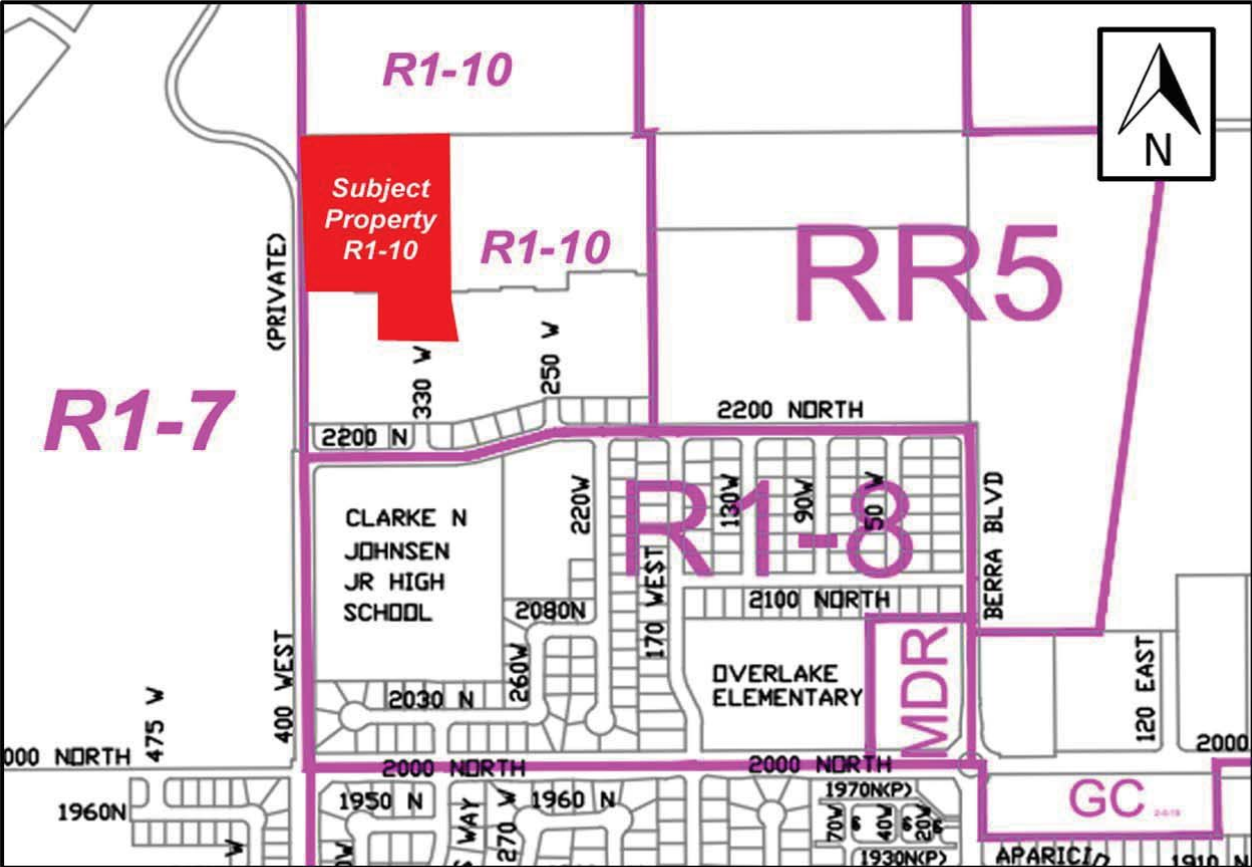 R1-10
N
Subject
Property
R1-10
R1-10
RR5
(PRIVATE)
330 W
250 W
R1-7
2200 NORTH
2200 N
CLARKE N
JOHNSEN
JR HIGH
SCHOOL
220W
R1-8
130W
90W
50 W
BERRA BLVD
170 WEST
2080N
2100 NORTH
260W
OVERLAKE
ELEMENTARY
MDR
120 EAST
400 WEST
475 W
2030 N
000 NORTH
2000 NORTH
2000 NORTH
2000
1960N
1950 N
WAY
270 W
1960 N
1970N(P)
70W
40W
20W
GC
1930N(P)
W
0W